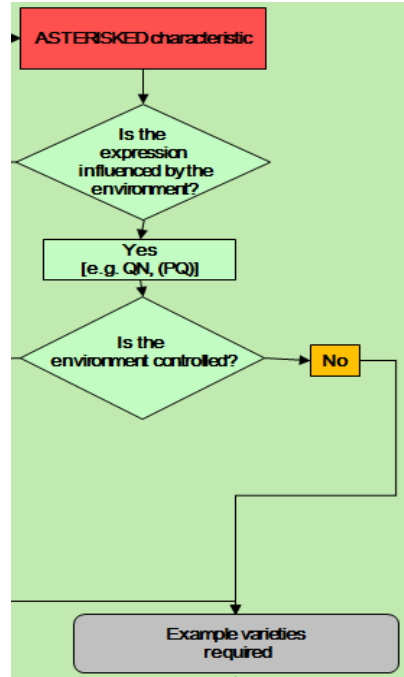 ASTERISKED characteristic
Is the
expression
influenced by the
environment?
Yes
[e.g. QN, (PQ)]
Is the
environment controlled?
No
Example varieties
required